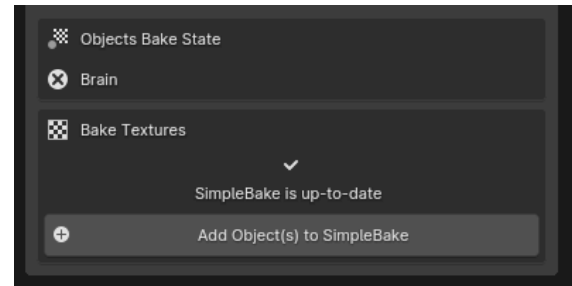 Objects Bake State
Brain
Bake Textures
SimpleBake is up-to-date
Add Object(s) to SimpleBake